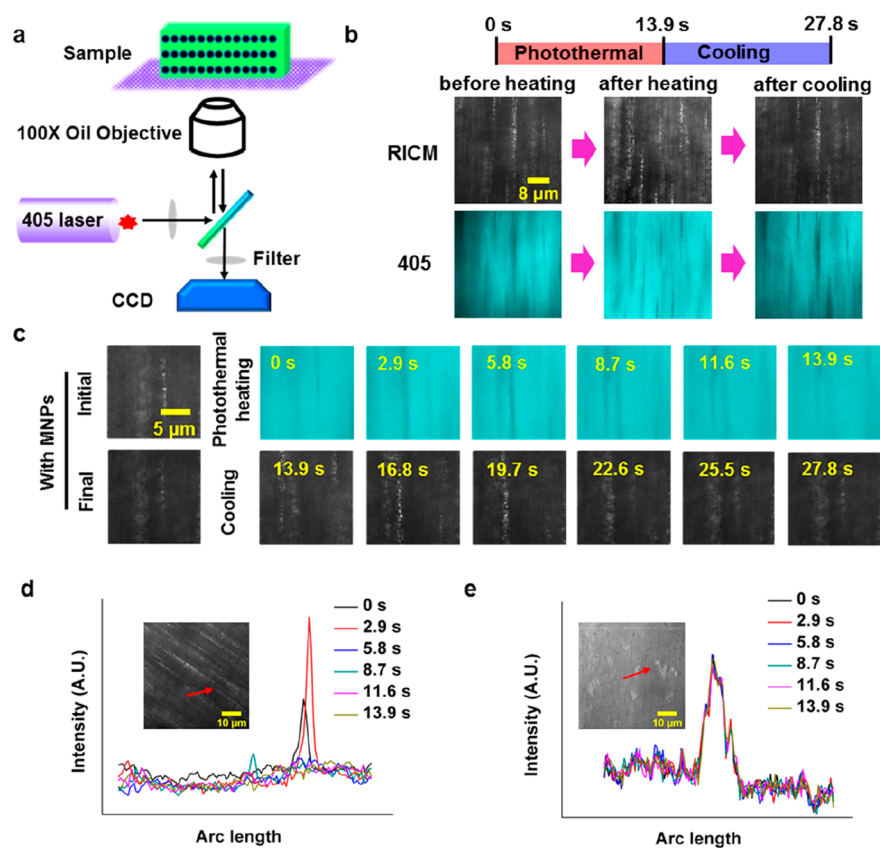 a
Sample
100X Oil Objective
405 laser
Filter
CCD
b
0 s
13.9 s
27.8 s
Photothermal
Cooling
before heating
after heating
after cooling
RICM
8 µm
405
c
With MNPs
Initial
5 µm
Photothermal
heating
0 s
2.9 s
5.8 s
8.7 s
11.6 s
13.9 s
Final
Cooling
13.9 s
16.8 s
19.7 s
22.6 s
25.5 s
27.8 s
d
Intensity (A.U.)
10 µm
0 s
2.9 s
5.8 s
8.7 s
11.6 s
13.9 s
Arc length
e
Intensity (A.U.)
10 µm
0 s
2.9 s
5.8 s
8.7 s
11.6 s
13.9 s
Arc length